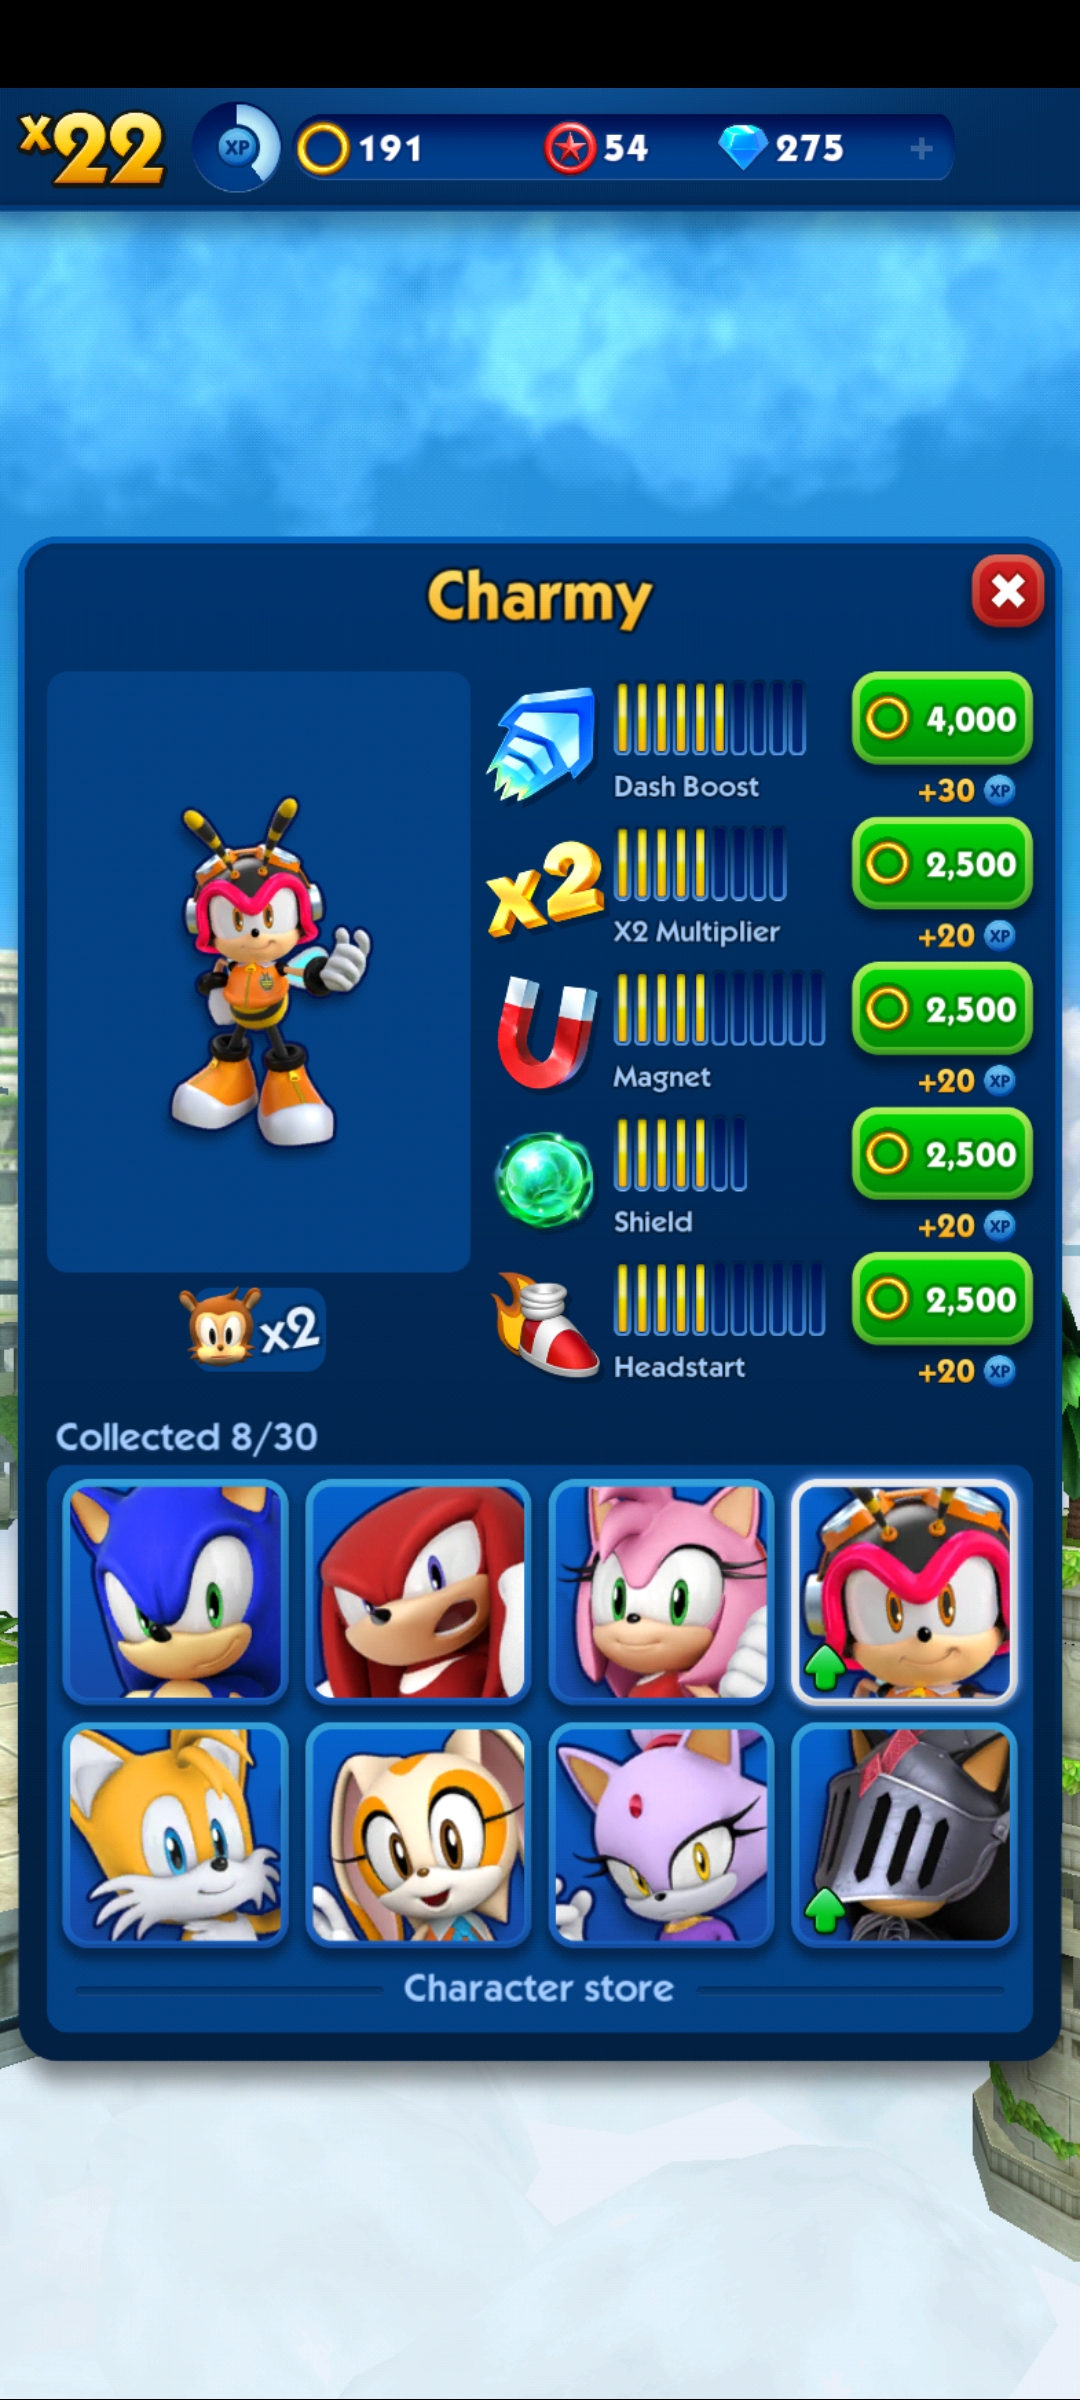 x22 XP 191 54 275 +
Charmy
4,000
Dash Boost
+30 XP
x2
2,500
X2 Multiplier
+20 XP
2,500
Magnet
+20 XP
2,500
Shield
+20 XP
x2
2,500
Headstart
+20 XP
Collected 8/30
Character store